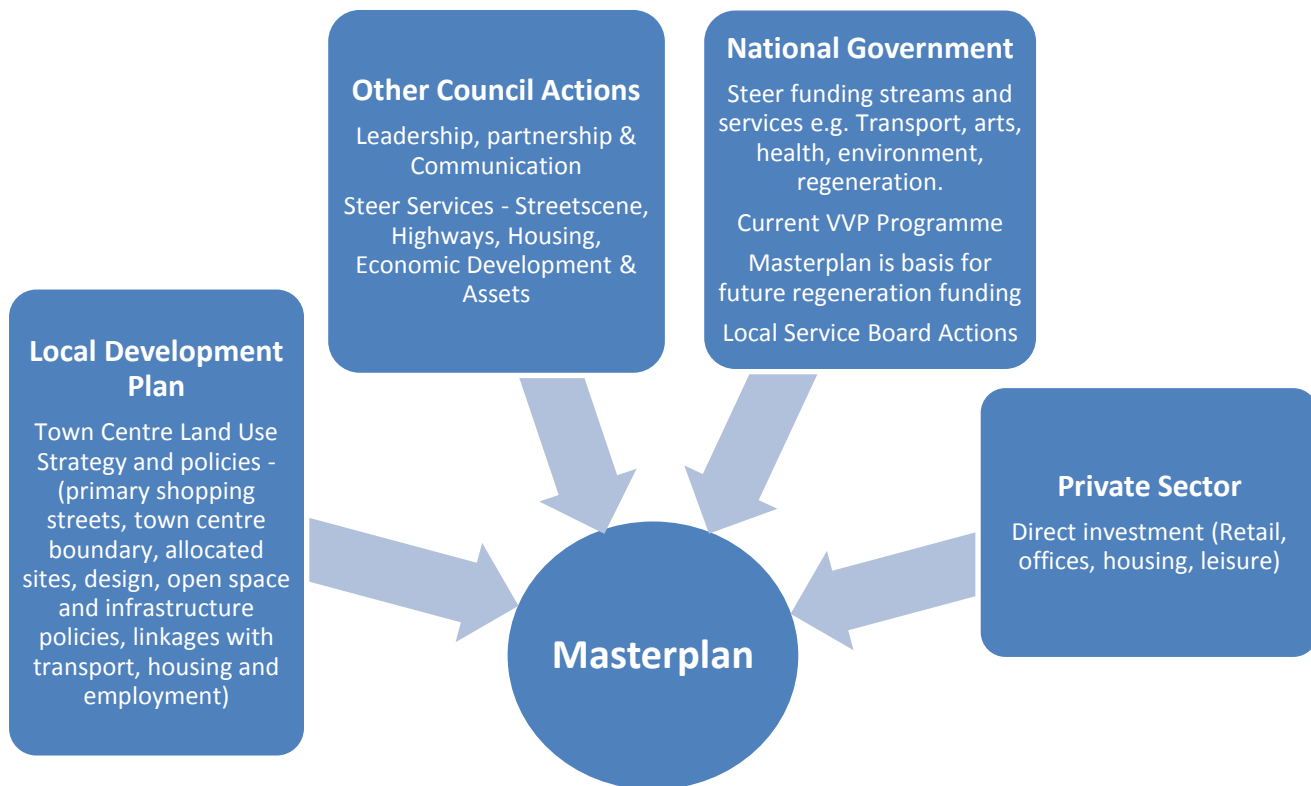 Other Council Actions
Leadership, partnership &
Communication
Steer Services - Streetscene,
Highways, Housing,
Economic Development &
Assets
National Government
Steer funding streams and
services e.g. Transport, arts,
health, environment,
regeneration.
Current VVP Programme
Masterplan is basis for
future regeneration funding
Local Service Board Actions
Local Development
Plan
Town Centre Land Use
Strategy and policies -
(primary shopping
streets, town centre
boundary, allocated
sites, design, open space
and infrastructure
policies, linkages with
transport, housing and
employment)
Private Sector
Direct investment (Retail,
offices, housing, leisure)
Masterplan